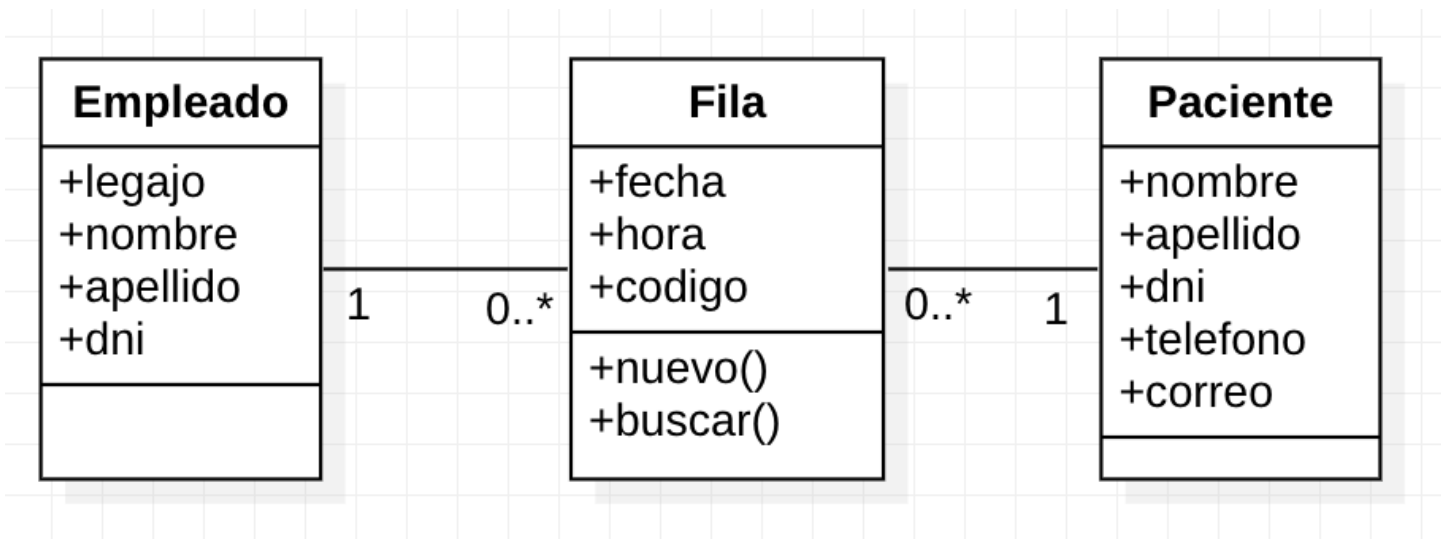 Empleado
+legajo
+nombre
+apellido
+dni
1
0..*
Fila
+fecha
+hora
+codigo
+nuevo()
+buscar()
0..*
1
Paciente
+nombre
+apellido
+dni
+telefono
+correo